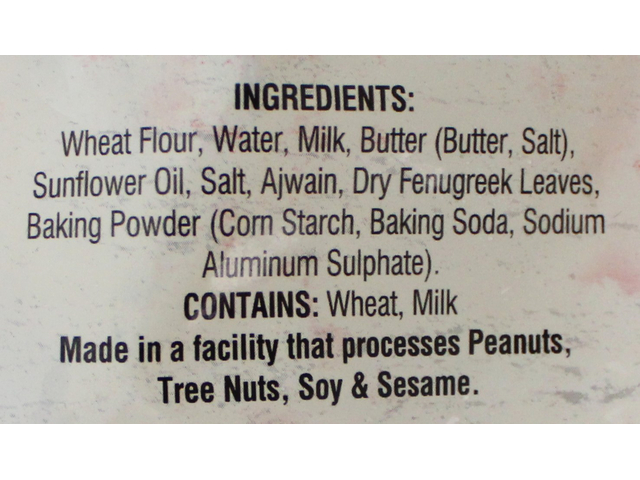 INGREDIENTS:
Wheat Flour, Water, Milk, Butter (Butter, Salt),
Sunflower Oil, Salt, Ajwain, Dry Fenugreek Leaves,
Baking Powder (Corn Starch, Baking Soda, Sodium
Aluminum Sulphate).
CONTAINS: Wheat, Milk
Made in a facility that processes Peanuts,
Tree Nuts, Soy & Sesame.